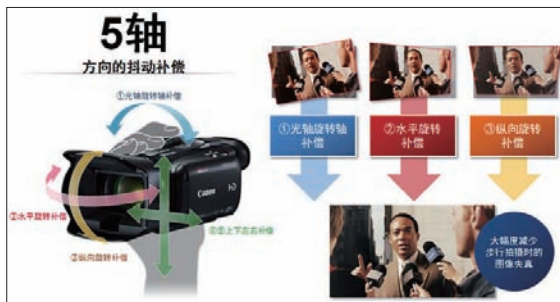 5轴
方向的抖动补偿
①光轴旋转轴补偿
②水平旋转补偿
③纵向旋转补偿
④⑤上下左右补偿
Canon
HD
①光轴旋转轴
补偿
②水平旋转
补偿
③纵向旋转
补偿
大幅度减少
步行拍摄时的
图像失真